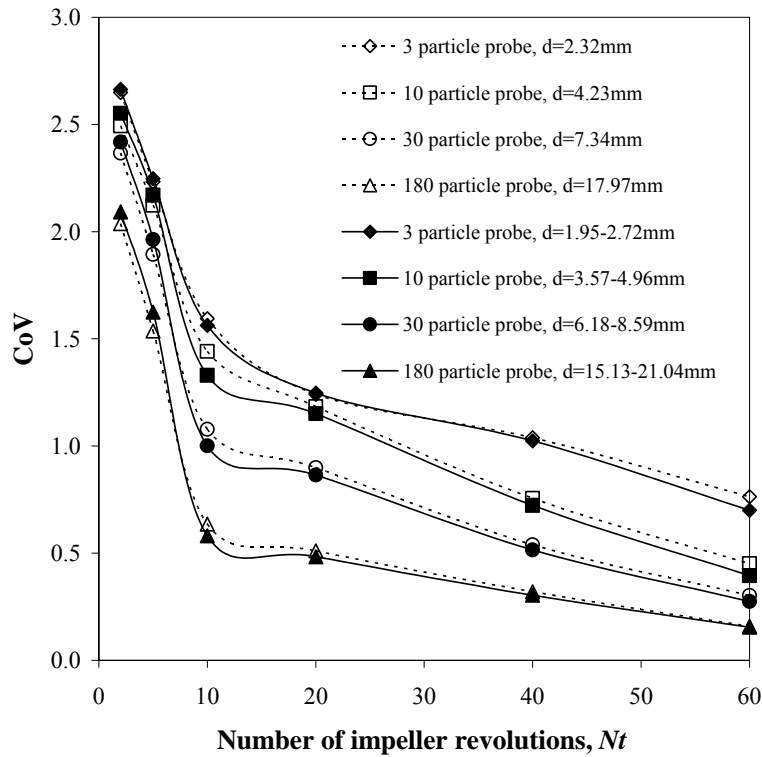 3.0
2.5
2.0
1.5
1.0
0.5
0.0
CoV
3 particle probe, d=2.32mm
10 particle probe, d=4.23mm
30 particle probe, d=7.34mm
180 particle probe, d=17.97mm
3 particle probe, d=1.95-2.72mm
10 particle probe, d=3.57-4.96mm
30 particle probe, d=6.18-8.59mm
180 particle probe, d=15.13-21.04mm
0 10 20 30 40 50 60
Number of impeller revolutions, Nt